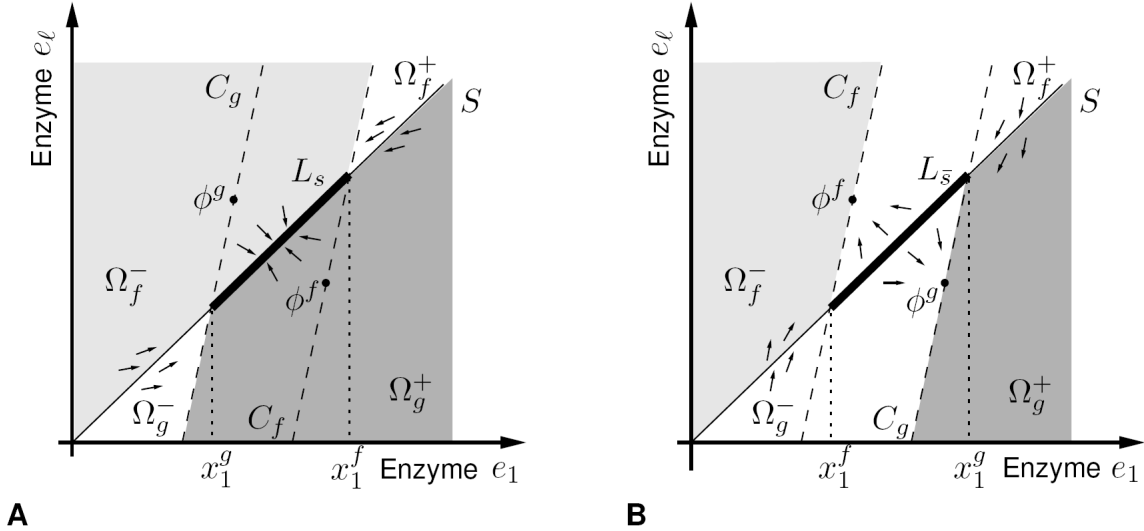 Enzyme e_ℓ
C_g
Ω_f^+
S
L_s
ϕ^g
Ω_f^-
ϕ^f
Ω_g^-
C_f
Ω_g^+
x_1^g
x_1^f
Enzyme e_1
A
Enzyme e_ℓ
C_f
Ω_f^+
S
L_s̄
ϕ^f
Ω_f^-
ϕ^g
Ω_g^-
C_g
Ω_g^+
x_1^f
x_1^g
Enzyme e_1
B